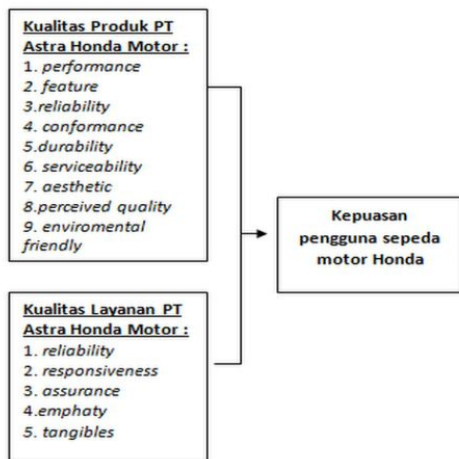 Kualitas Produk PT
Astra Honda Motor :
1. performance
2. feature
3.reliability
4. conformance
5.durability
6. serviceability
7. aesthetic
8.perceived quality
9. enviromental
friendly
Kepuasan
pengguna sepeda
motor Honda
Kualitas Layanan PT
Astra Honda Motor :
1. reliability
2. responsiveness
3. assurance
4.emphaty
5. tangibles